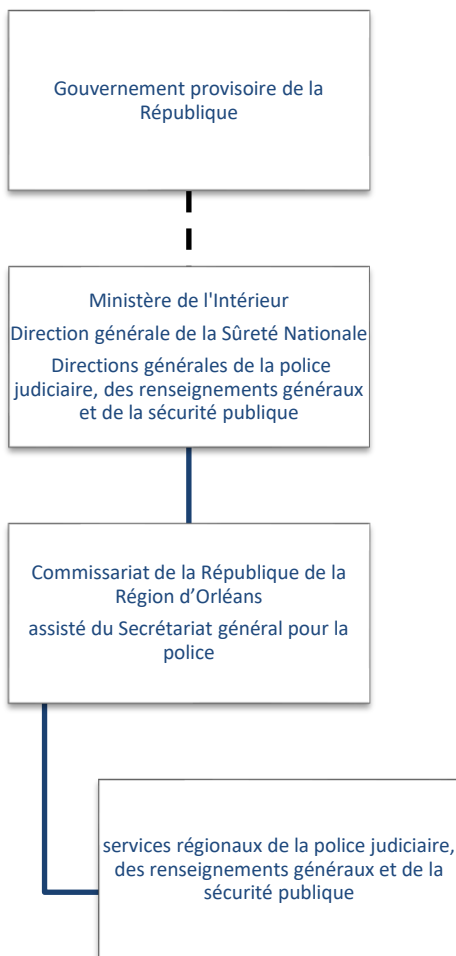 Gouvernement provisoire de la
République
Ministère de l'Intérieur
Direction générale de la Sûreté Nationale
Directions générales de la police
judiciaire, des renseignements généraux
et de la sécurité publique
Commissariat de la République de la
Région d’Orléans
assisté du Secrétariat général pour la
police
services régionaux de la police judiciaire,
des renseignements généraux et de la
sécurité publique